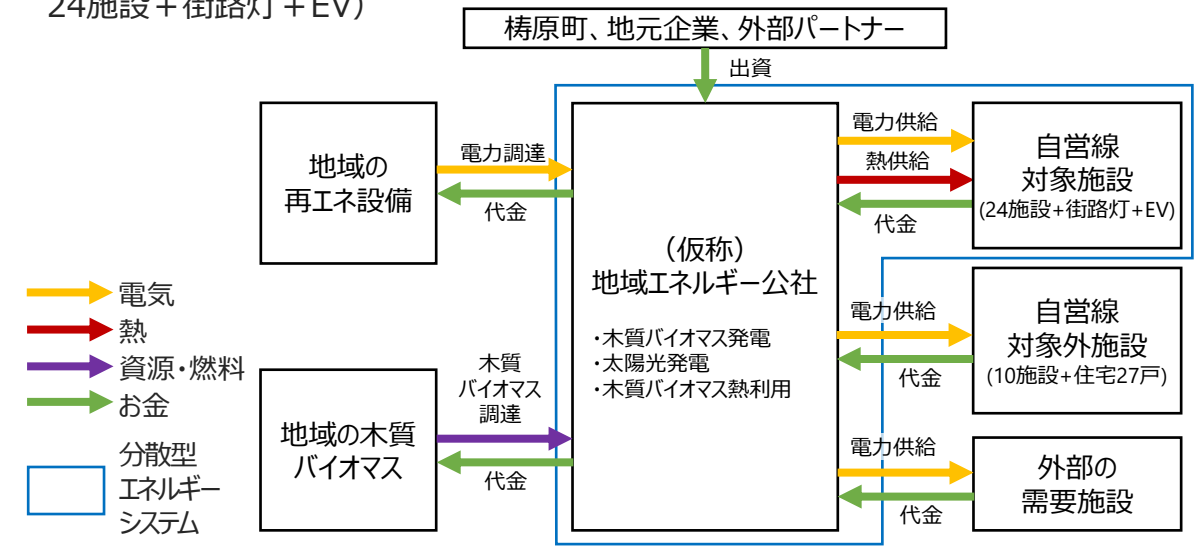 24施設＋街路灯＋EV）
梼原町、地元企業、外部パートナー
出資
地域の
再エネ設備
電力調達
代金
（仮称）
地域エネルギー公社
・木質バイオマス発電
・太陽光発電
・木質バイオマス熱利用
電力供給
熱供給
代金
自営線
対象施設
(24施設+街路灯+EV)
電力供給
代金
自営線
対象外施設
(10施設+住宅27戸)
電力供給
代金
外部の
需要施設
木質
バイオマス
調達
代金
地域の木質
バイオマス
電気
熱
資源・燃料
お金
分散型
エネルギー
システム